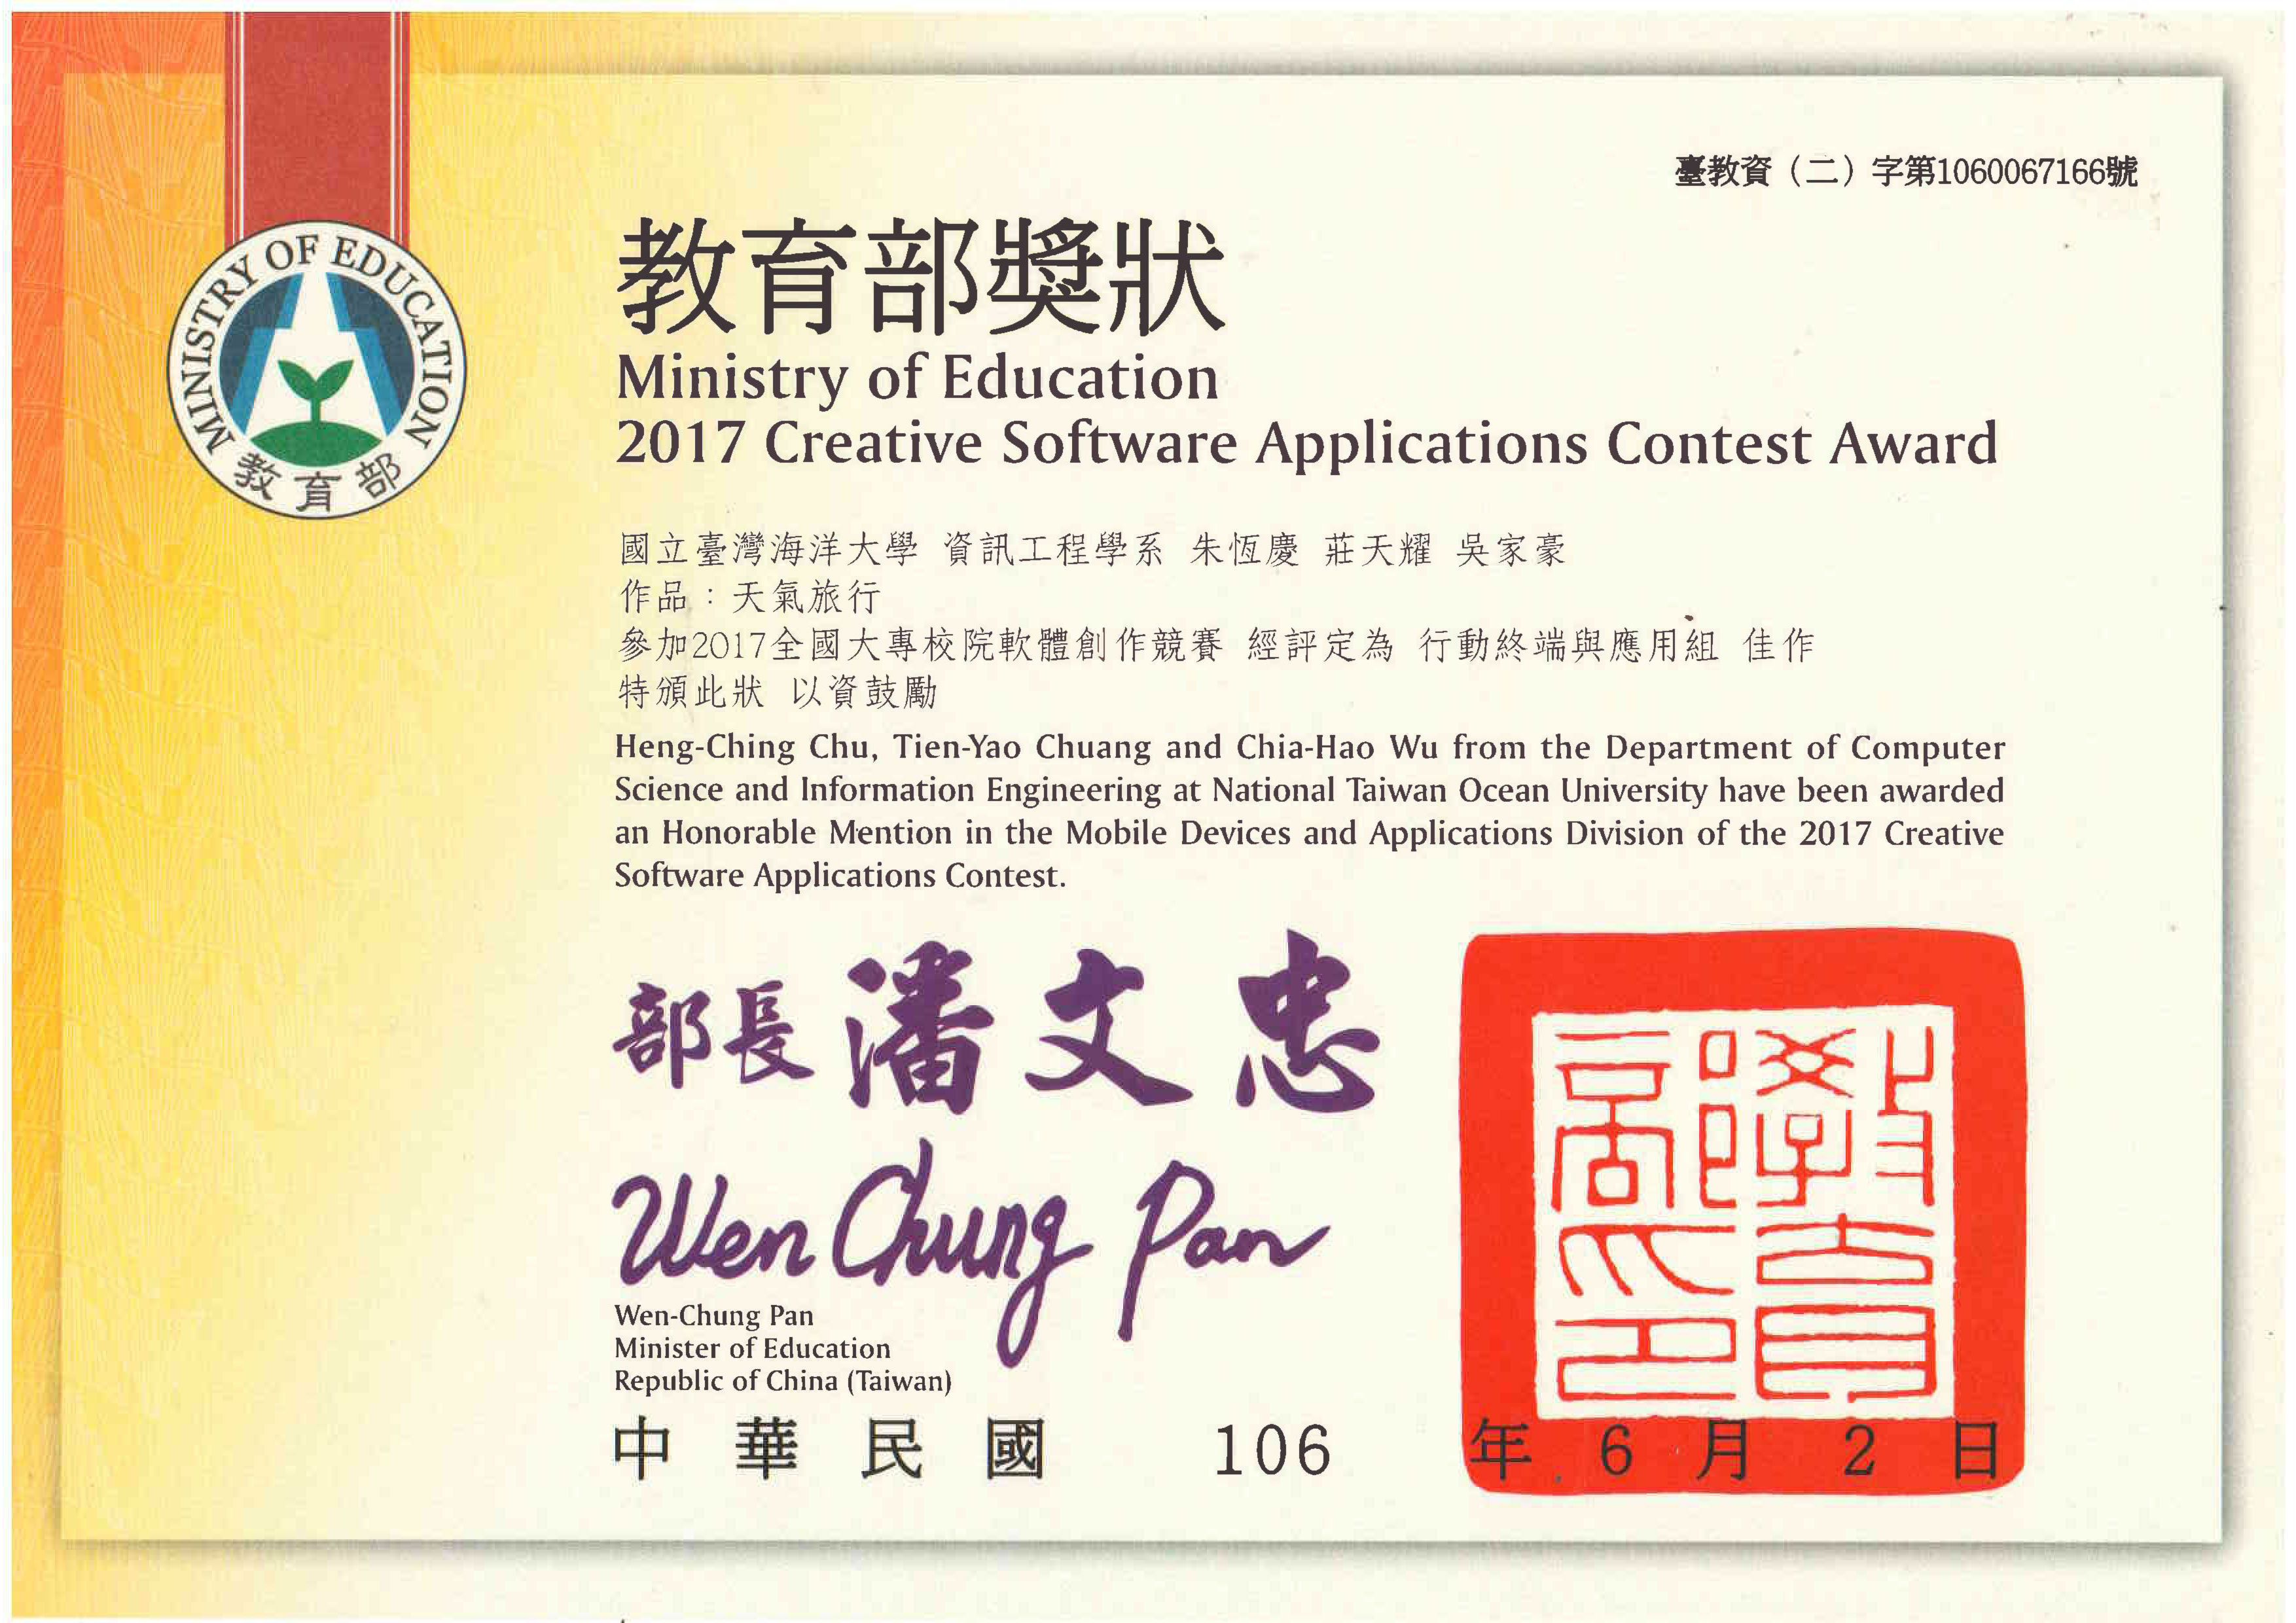 臺教資（二）字第1060067166號
MINISTRY OF EDUCATION
教育部
教育部獎狀
Ministry of Education
2017 Creative Software Applications Contest Award
國立臺灣海洋大學 資訊工程學系 朱恆慶 莊天耀 吳家豪
作品：天氣旅行
參加2017全國大專校院軟體創作競賽 經評定為 行動終端與應用組 佳作
特頒此狀 以資鼓勵
Heng-Ching Chu, Tien-Yao Chuang and Chia-Hao Wu from the Department of Computer
Science and Information Engineering at National Taiwan Ocean University have been awarded
an Honorable Mention in the Mobile Devices and Applications Division of the 2017 Creative
Software Applications Contest.
部長 潘文忠
Wen Chung Pan
Wen-Chung Pan
Minister of Education
Republic of China (Taiwan)
教育部印
中華民國 106 年 6 月 2 日